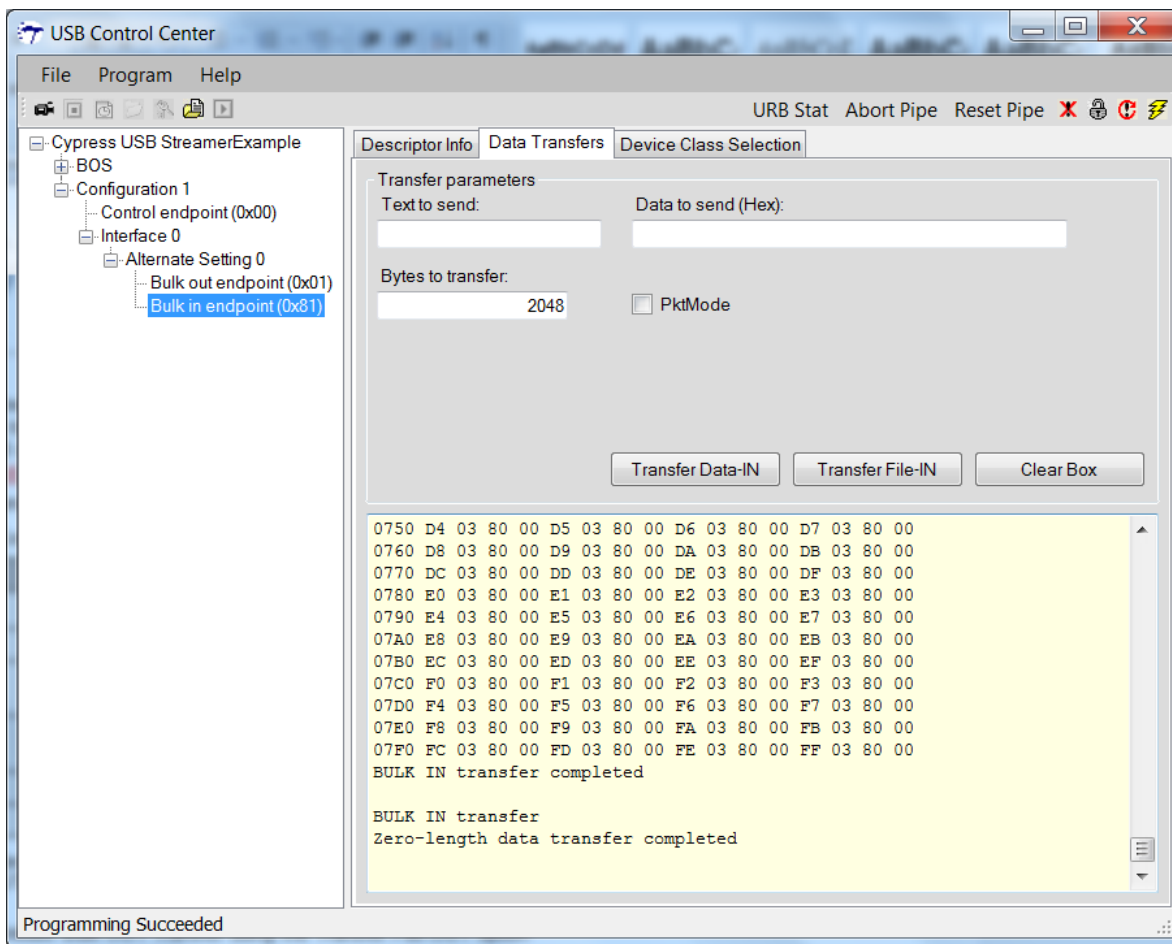 USB Control Center
File Program Help
URB Stat Abort Pipe Reset Pipe
Cypress USB StreamerExample
BOS
Configuration 1
Control endpoint (0x00)
Interface 0
Alternate Setting 0
Bulk out endpoint (0x01)
Bulk in endpoint (0x81)
Descriptor Info Data Transfers Device Class Selection
Transfer parameters
Text to send: Data to send (Hex):
Bytes to transfer:
2048 PktMode
Transfer Data-IN Transfer File-IN Clear Box
0750 D4 03 80 00 D5 03 80 00 D6 03 80 00 D7 03 80 00
0760 D8 03 80 00 D9 03 80 00 DA 03 80 00 DB 03 80 00
0770 DC 03 80 00 DD 03 80 00 DE 03 80 00 DF 03 80 00
0780 E0 03 80 00 E1 03 80 00 E2 03 80 00 E3 03 80 00
0790 E4 03 80 00 E5 03 80 00 E6 03 80 00 E7 03 80 00
07A0 E8 03 80 00 E9 03 80 00 EA 03 80 00 EB 03 80 00
07B0 EC 03 80 00 ED 03 80 00 EE 03 80 00 EF 03 80 00
07C0 F0 03 80 00 F1 03 80 00 F2 03 80 00 F3 03 80 00
07D0 F4 03 80 00 F5 03 80 00 F6 03 80 00 F7 03 80 00
07E0 F8 03 80 00 F9 03 80 00 FA 03 80 00 FB 03 80 00
07F0 FC 03 80 00 FD 03 80 00 FE 03 80 00 FF 03 80 00
BULK IN transfer completed
BULK IN transfer
Zero-length data transfer completed
Programming Succeeded